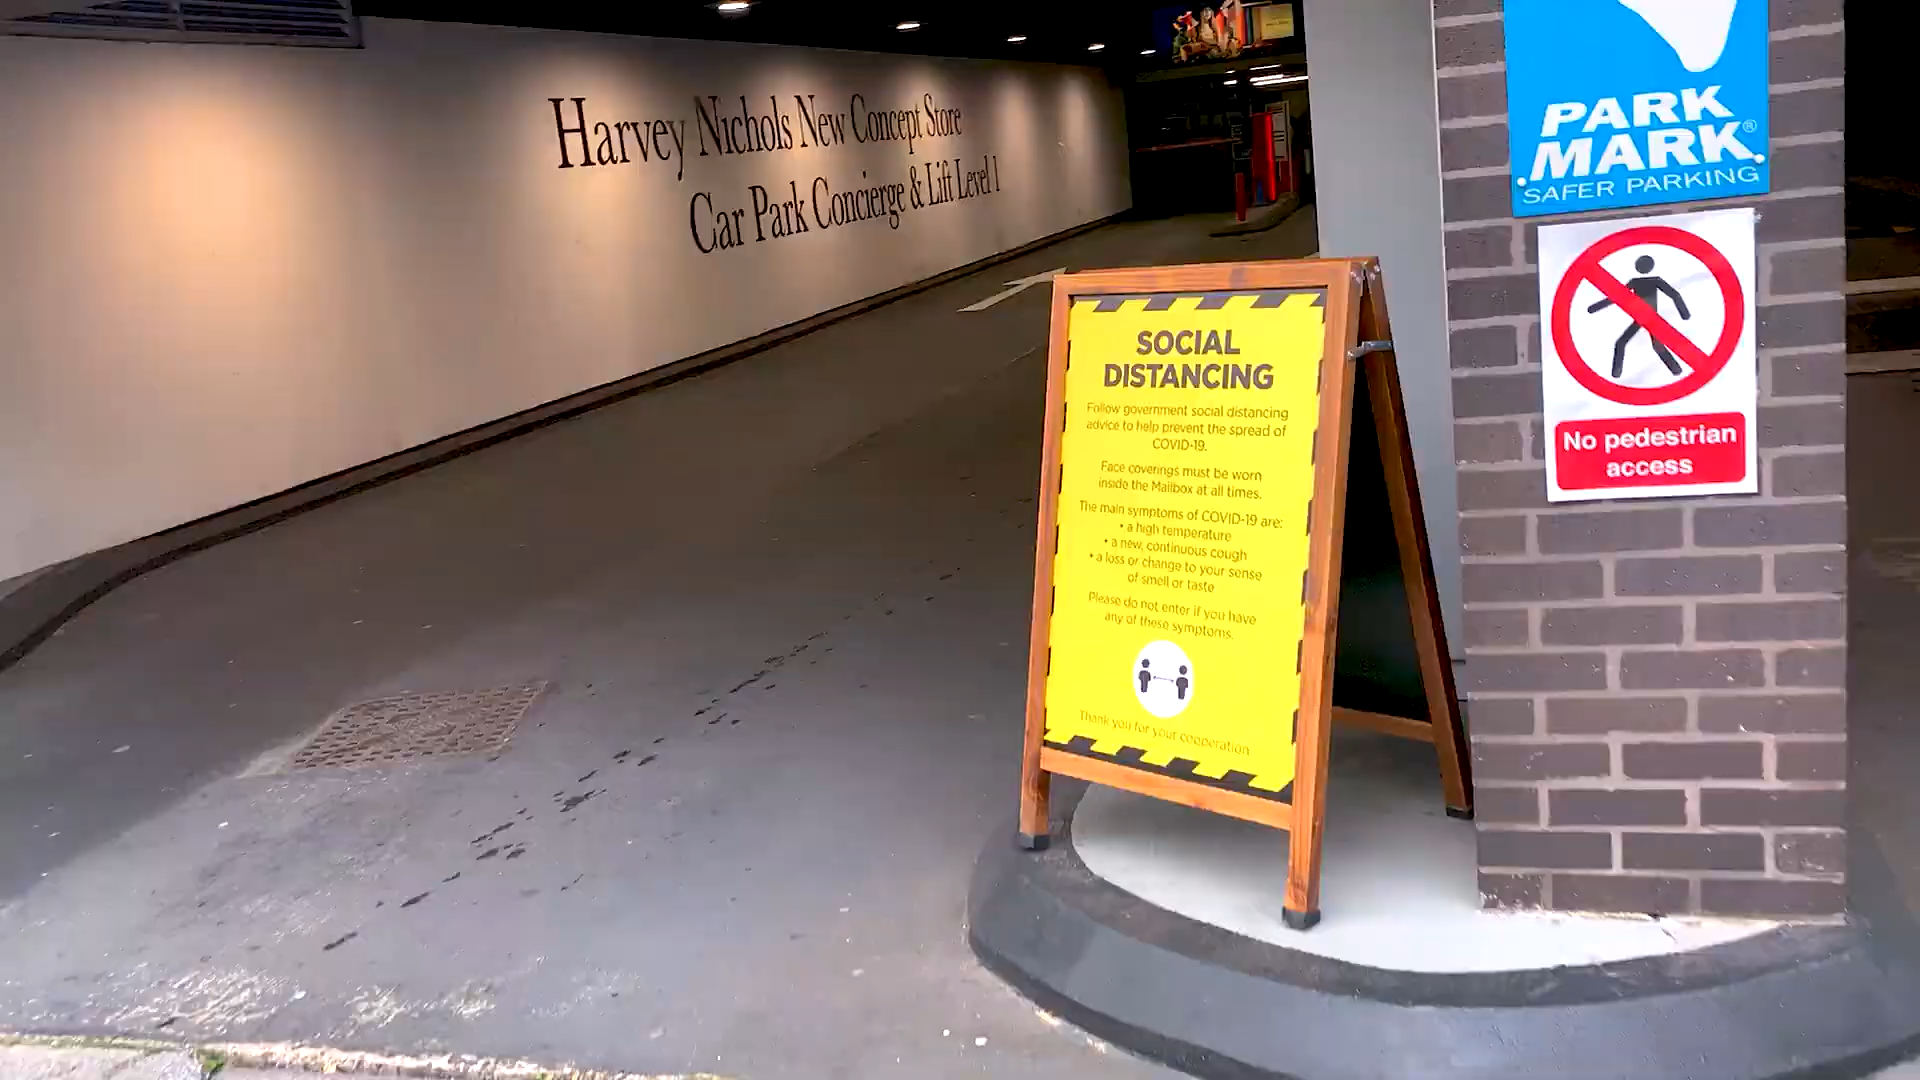 Harvey Nichols New Concept Store
Car Park Concierge & Lift Level 1
PARK
MARK®
SAFER PARKING
No pedestrian
access
SOCIAL
DISTANCING
Follow government social distancing
advice to help prevent the spread of
COVID-19.
Face coverings must be worn
inside the Mailbox at all times.
The main symptoms of COVID-19 are:
• a high temperature
• a new, continuous cough
• a loss or change to your sense
of smell or taste
Please do not enter if you have
any of these symptoms.
Thank you for your cooperation